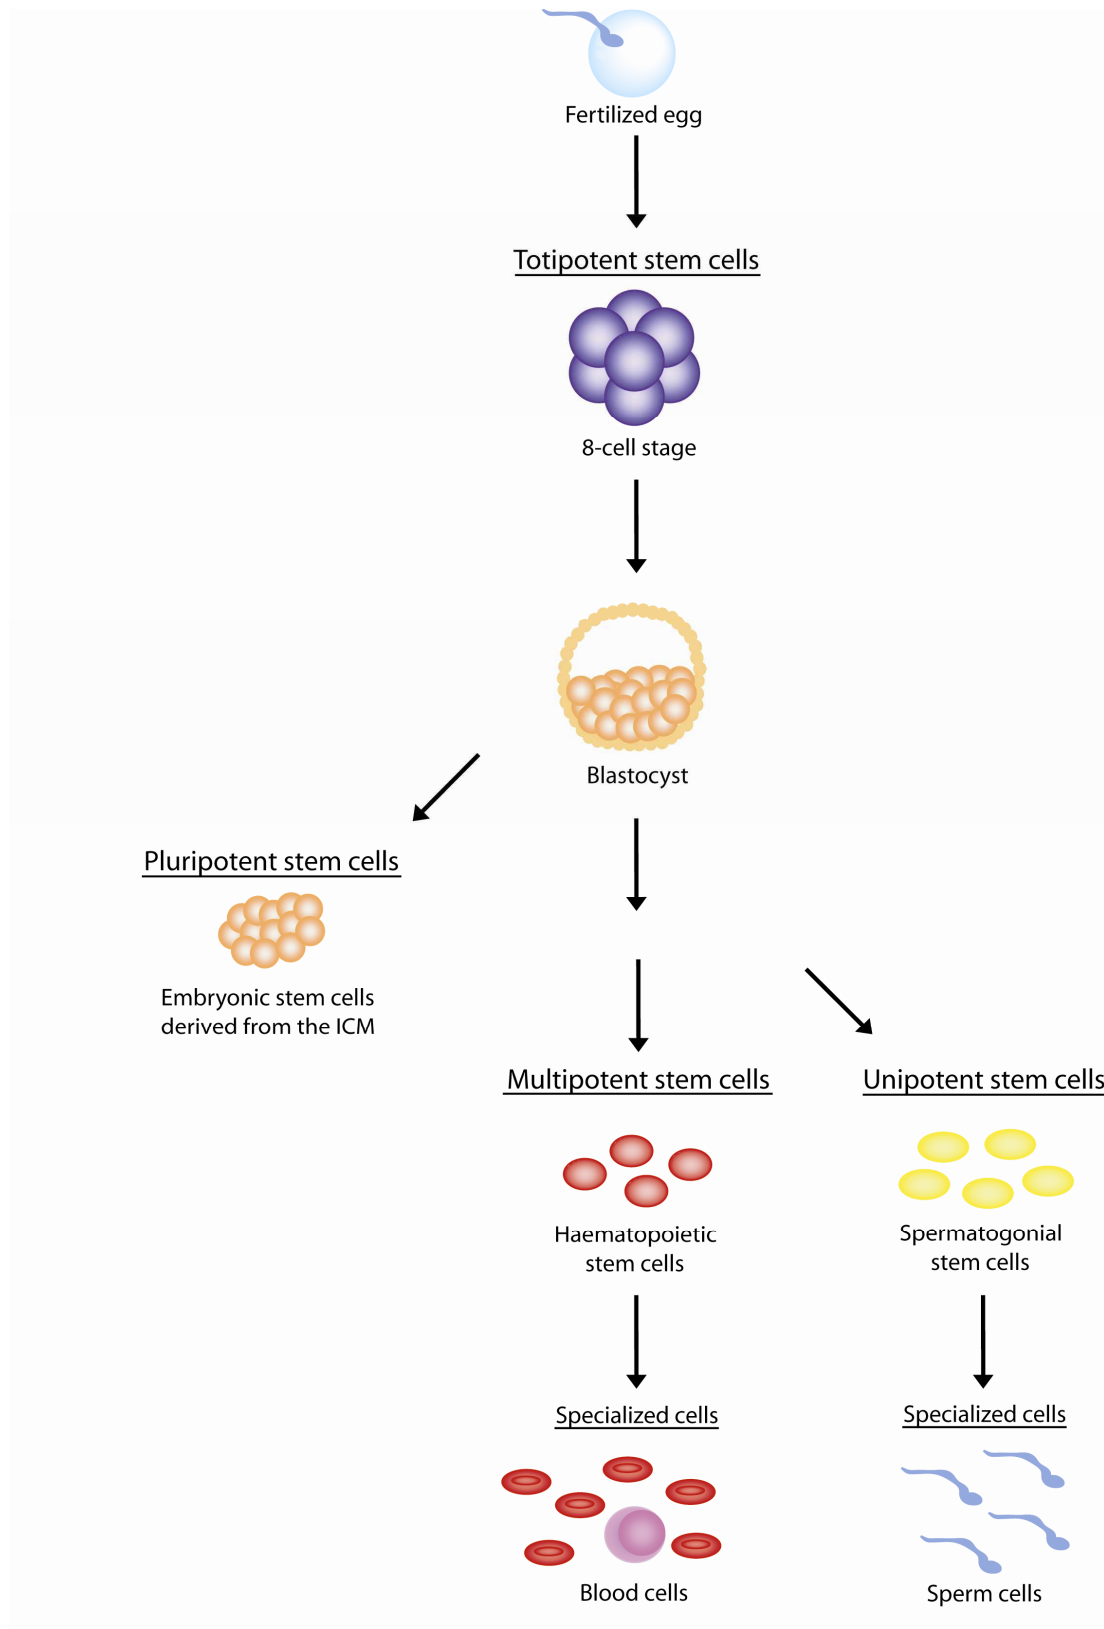 Fertilized egg
Totipotent stem cells
8-cell stage
Blastocyst
Pluripotent stem cells
Embryonic stem cells
derived from the ICM
Multipotent stem cells
Unipotent stem cells
Haematopoietic
stem cells
Spermatogonial
stem cells
Specialized cells
Specialized cells
Blood cells
Sperm cells